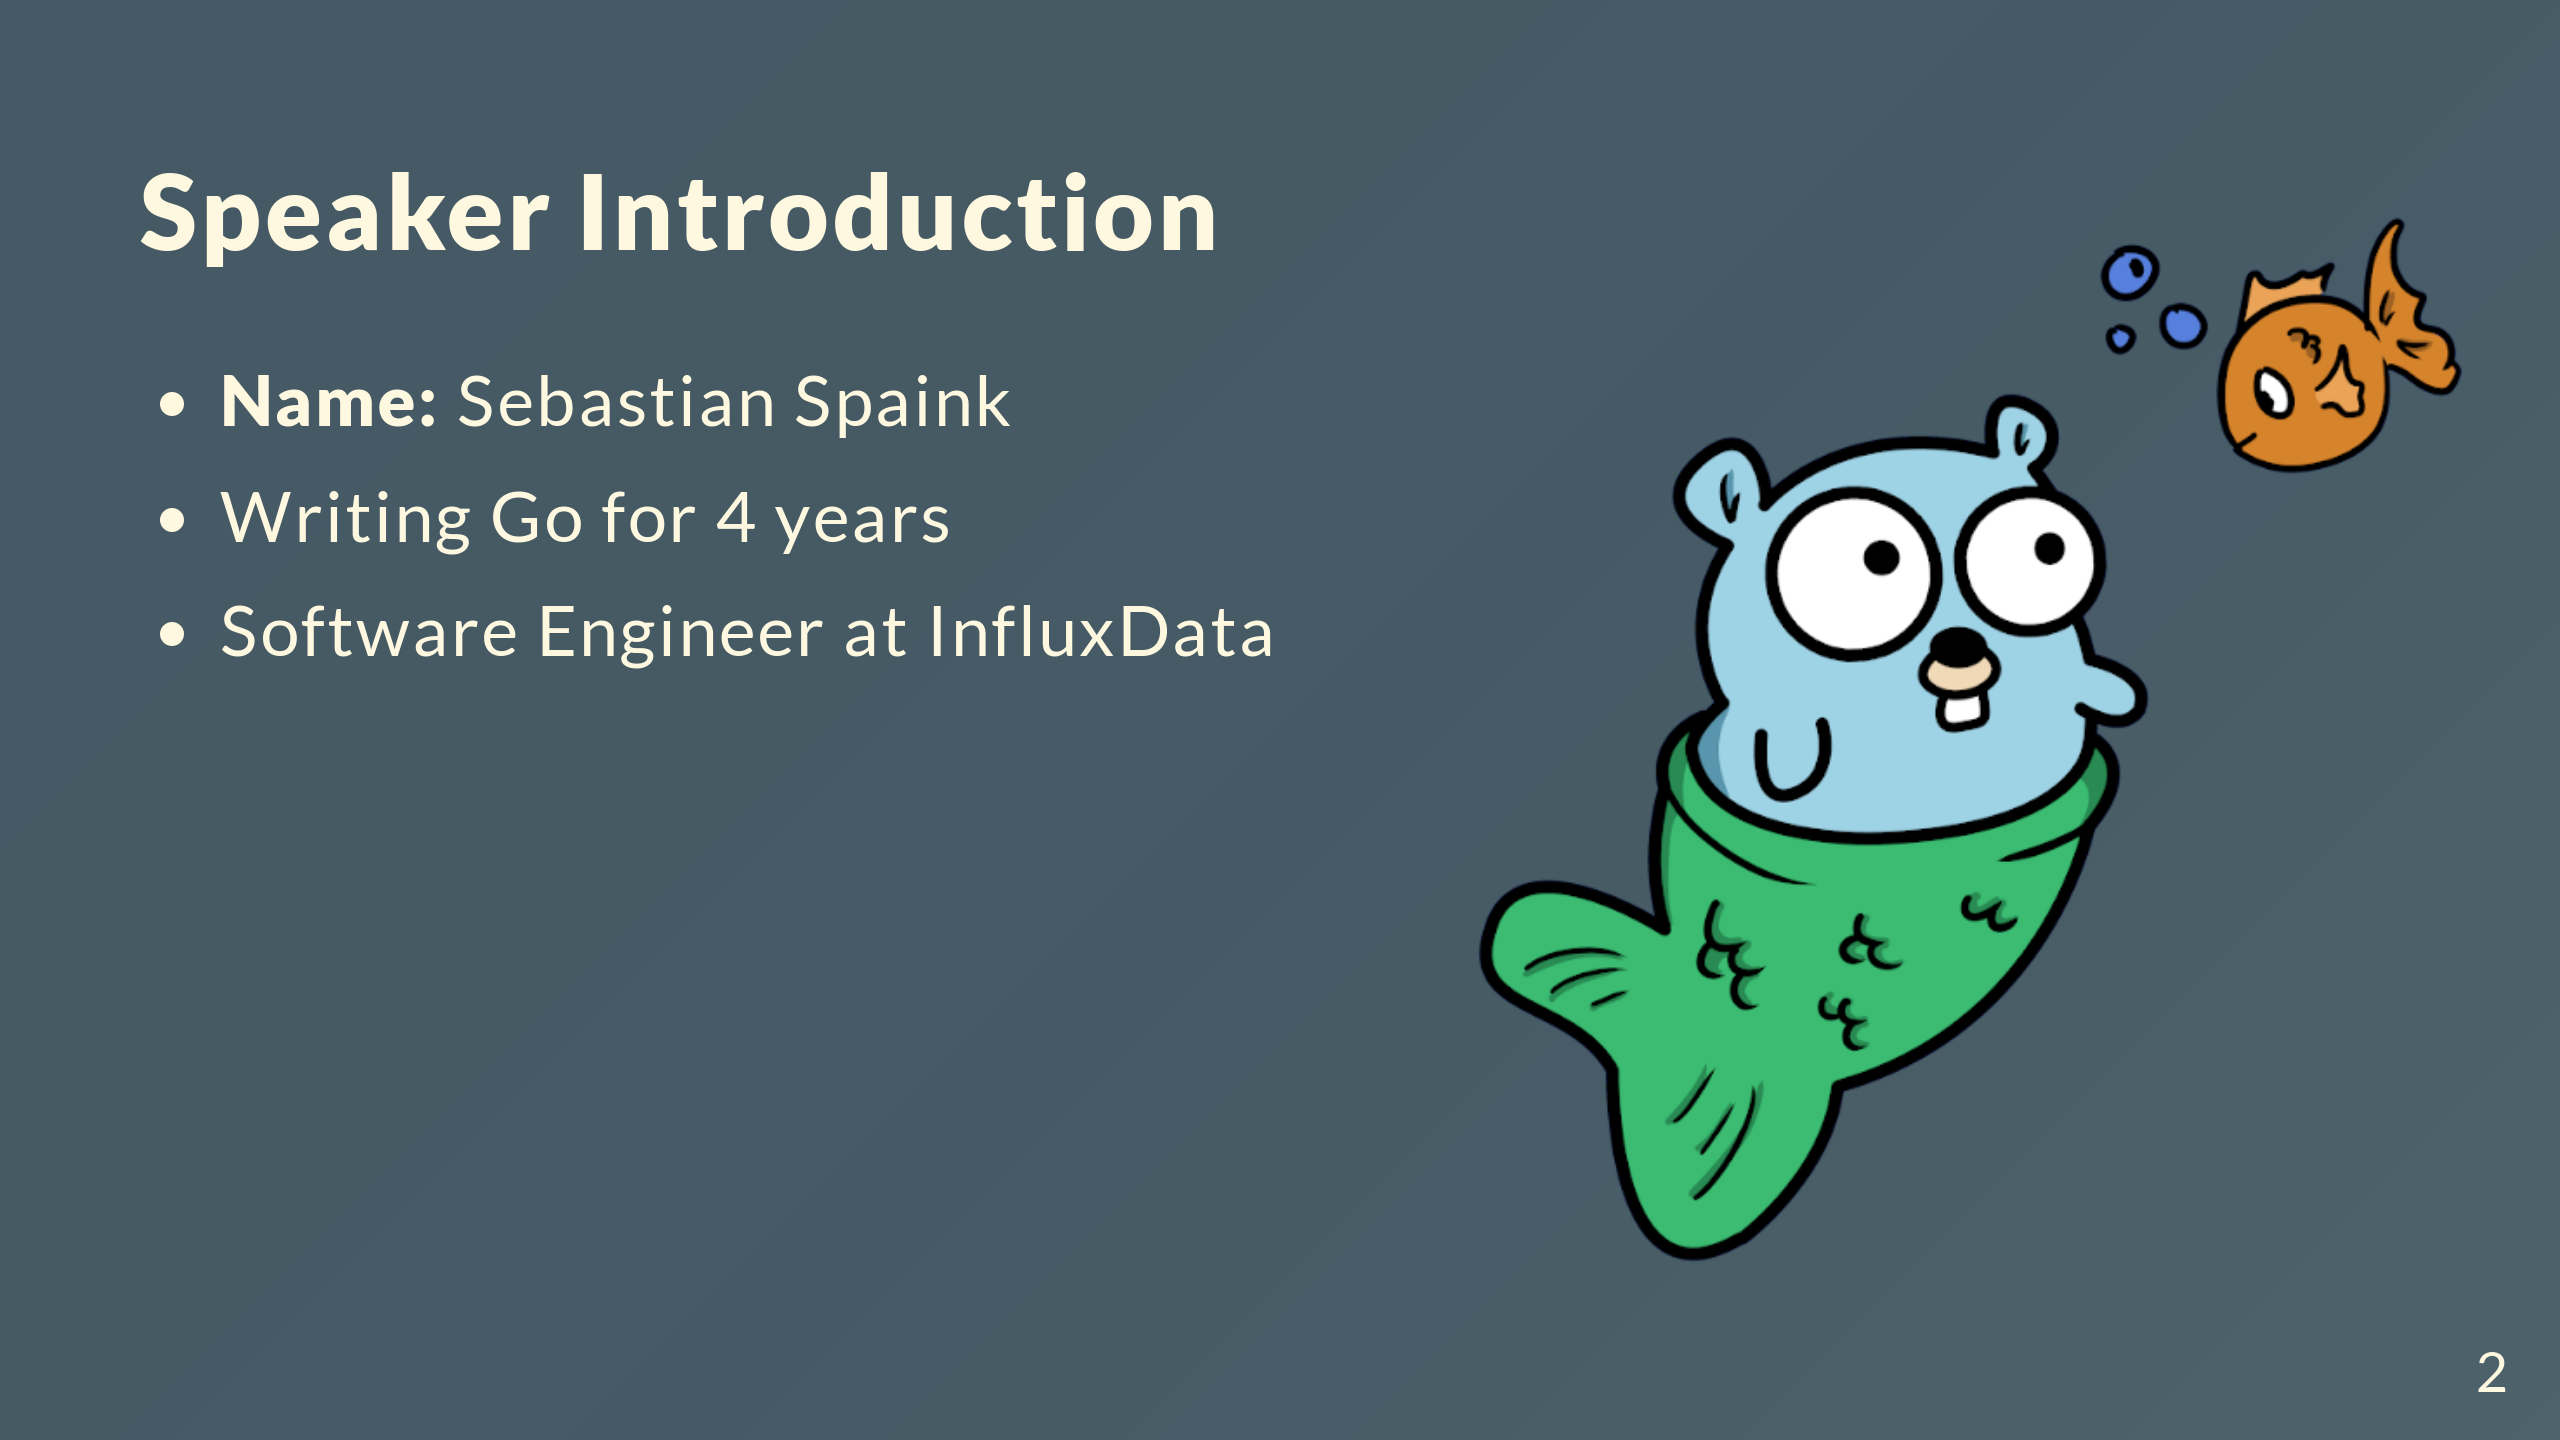 Speaker Introduction
Name: Sebastian Spaink
Writing Go for 4 years
Software Engineer at InfluxData
2